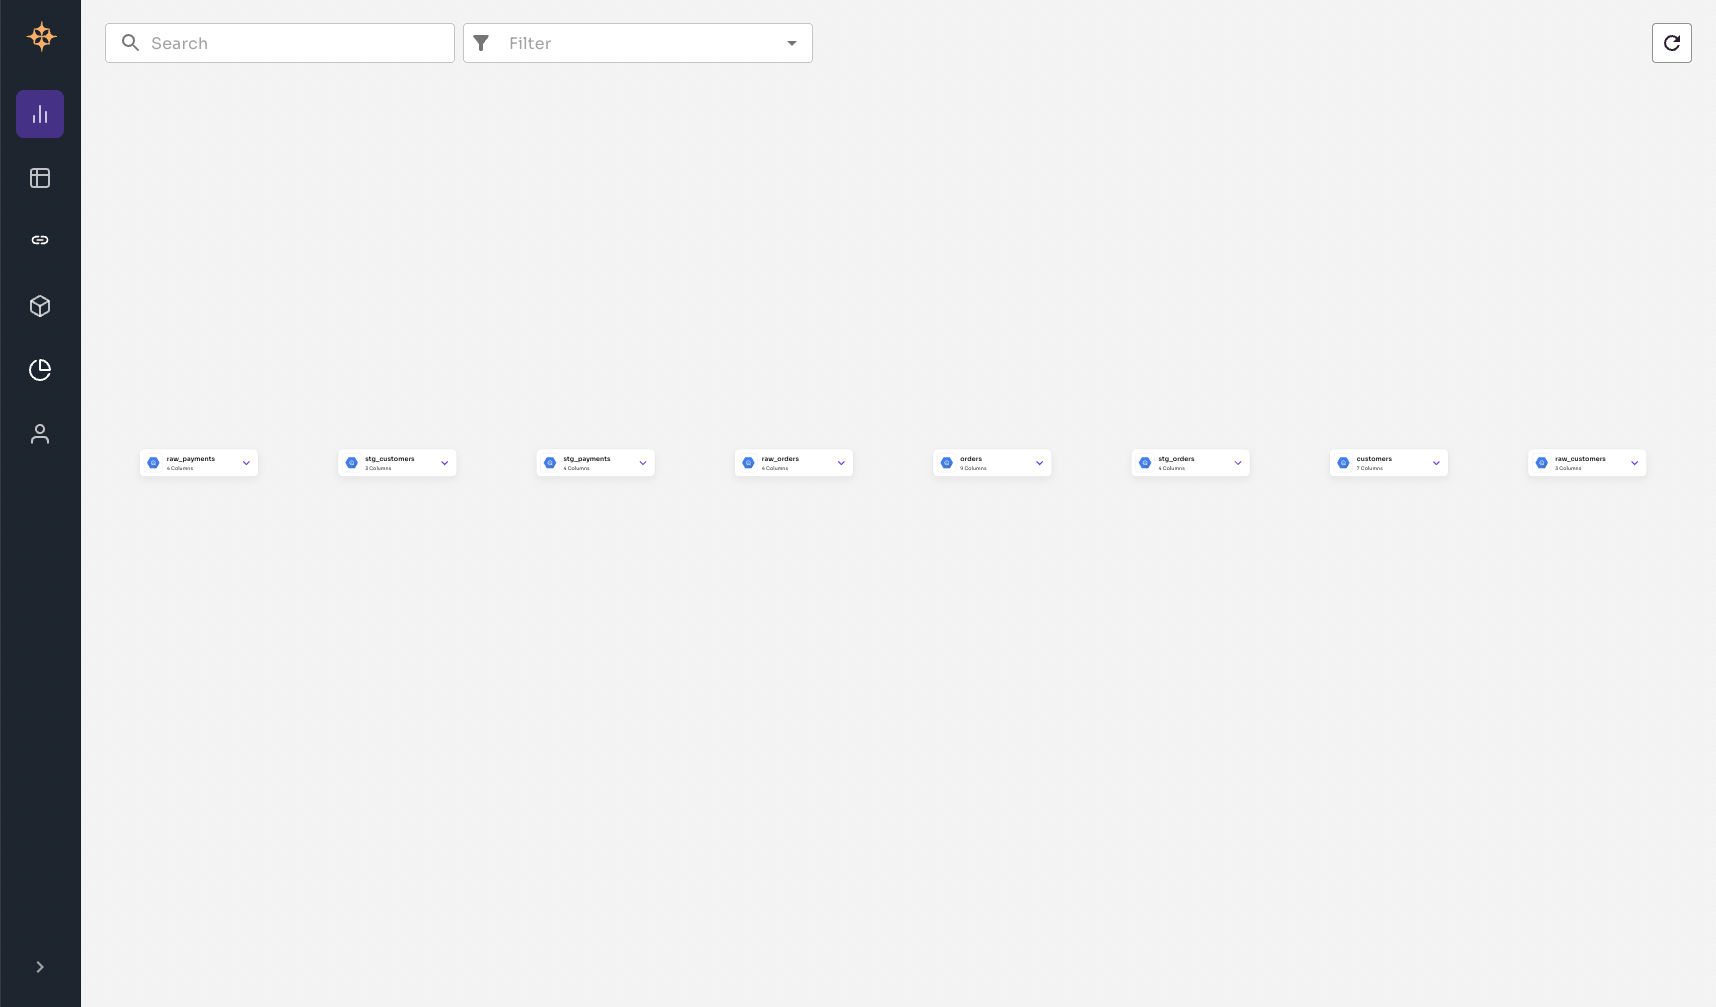 Search
Filter
raw_payments
4 Columns
stg_customers
3 Columns
stg_payments
4 Columns
raw_orders
4 Columns
orders
9 Columns
stg_orders
4 Columns
customers
7 Columns
raw_customers
3 Columns